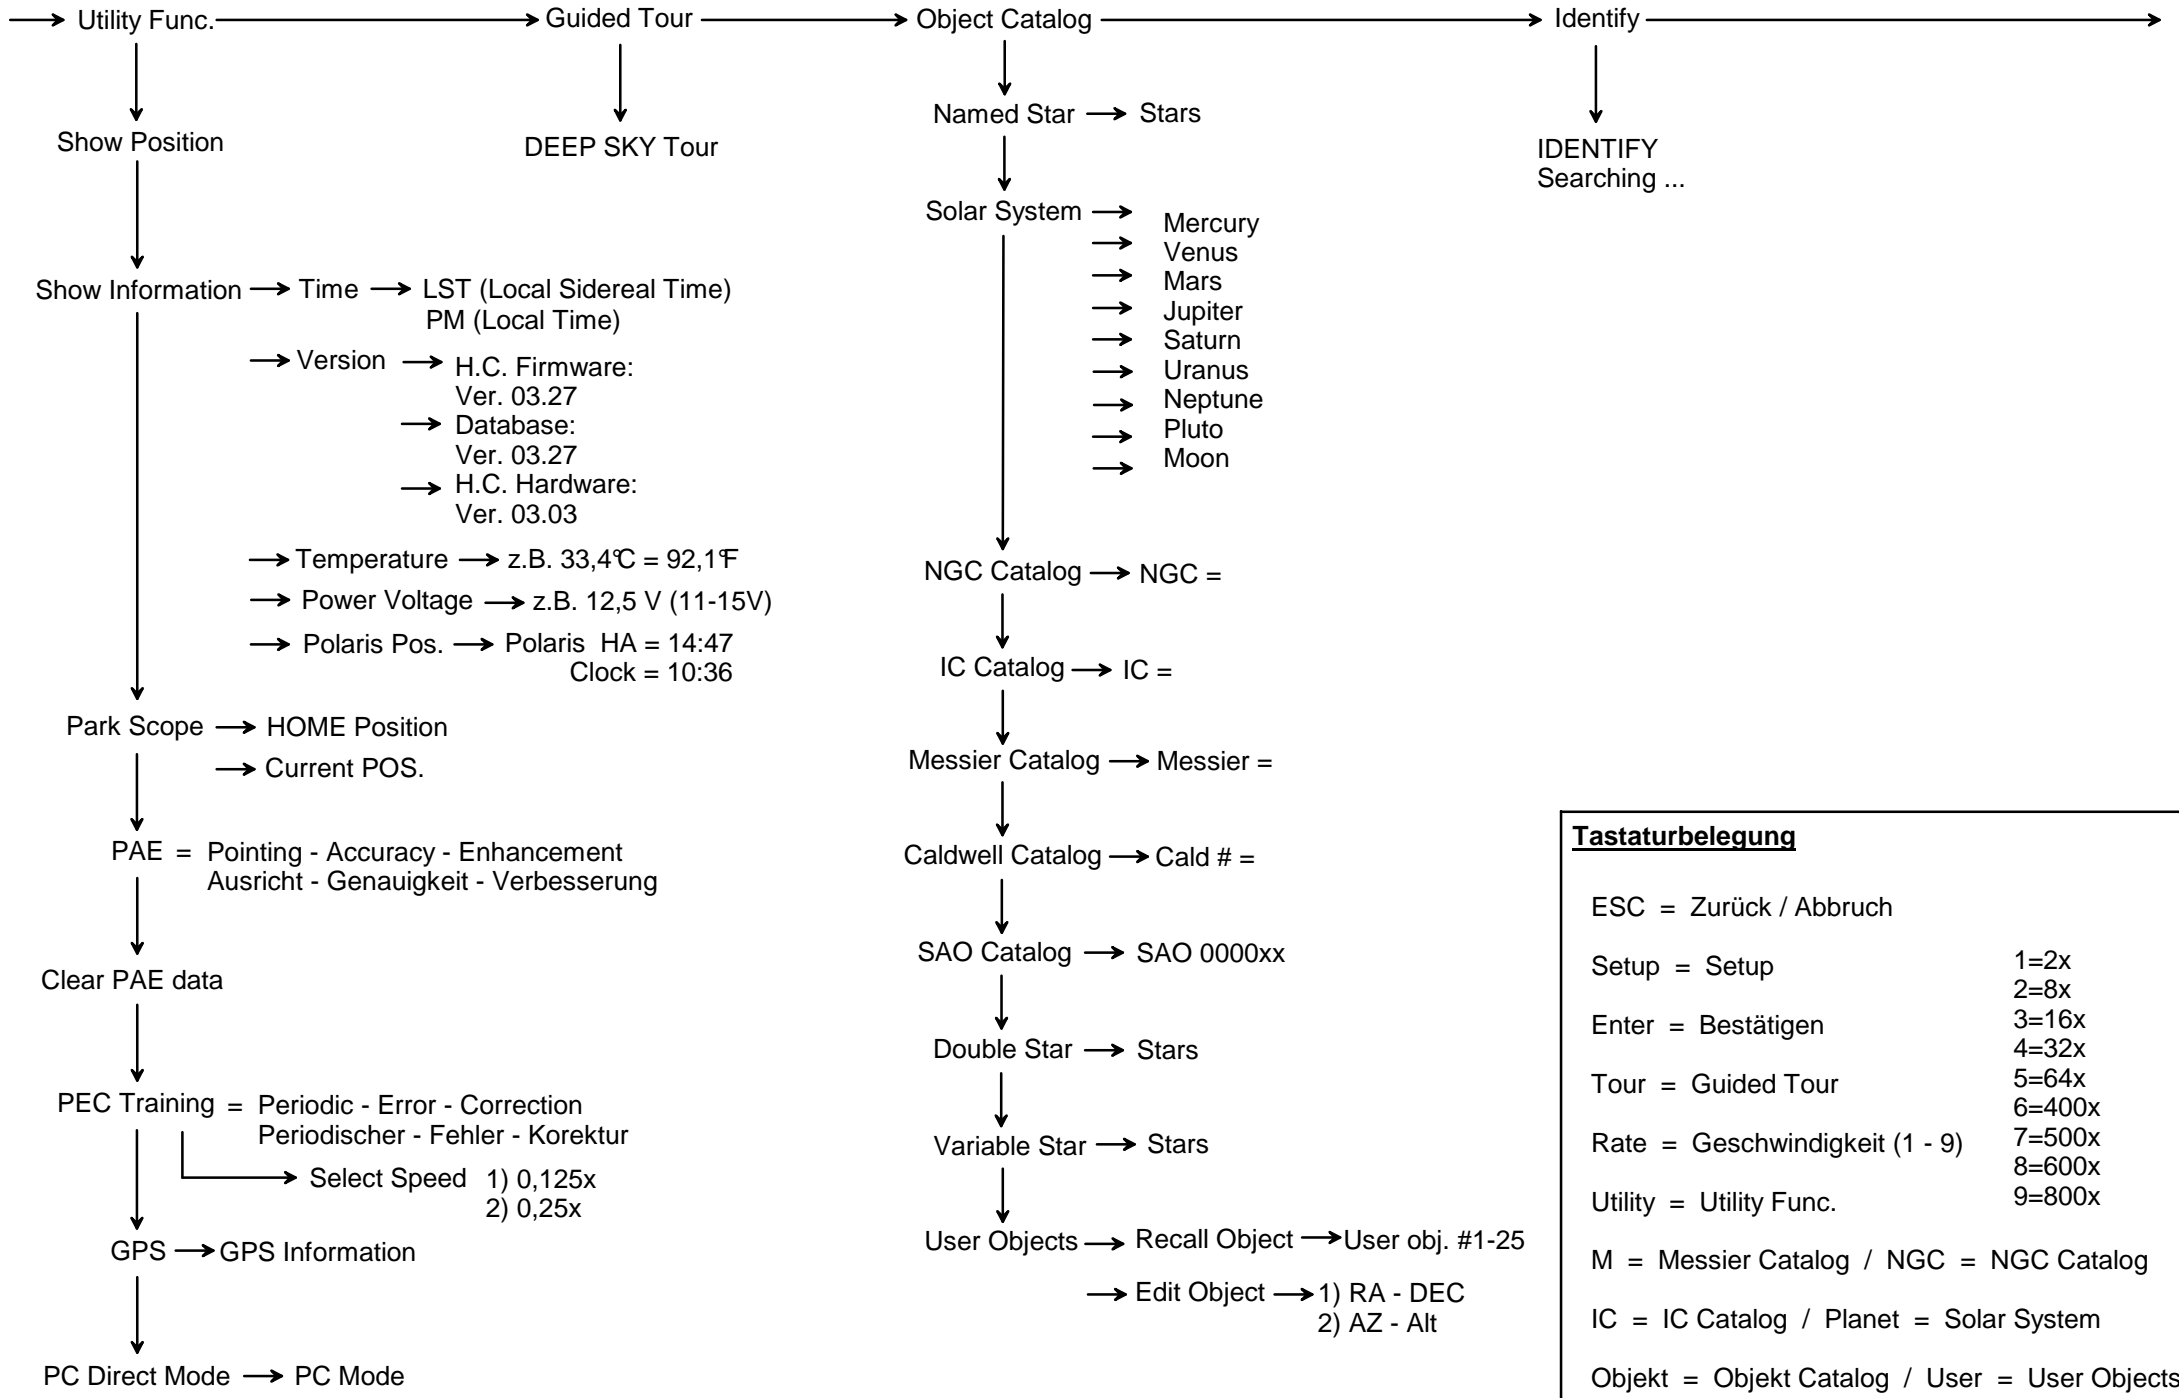 Utility Func.
Guided Tour
Object Catalog
Identify
Show Position
Show Information
Time
LST (Local Sidereal Time)
PM (Local Time)
Version
H.C. Firmware:
Ver. 03.27
Database:
Ver. 03.27
H.C. Hardware:
Ver. 03.03
Temperature
z.B. 33,4°C = 92,1°F
Power Voltage
z.B. 12,5 V (11-15V)
Polaris Pos.
Polaris HA = 14:47
Clock = 10:36
Park Scope
HOME Position
Current POS.
PAE = Pointing - Accuracy - Enhancement
Ausricht - Genauigkeit - Verbesserung
Clear PAE data
PEC Training = Periodic - Error - Correction
Periodischer - Fehler - Korektur
Select Speed 1) 0,125x
2) 0,25x
GPS
GPS Information
PC Direct Mode
PC Mode
DEEP SKY Tour
Named Star
Stars
Solar System
Mercury
Venus
Mars
Jupiter
Saturn
Uranus
Neptune
Pluto
Moon
NGC Catalog
NGC =
IC Catalog
IC =
Messier Catalog
Messier =
Caldwell Catalog
Cald # =
SAO Catalog
SAO 0000xx
Double Star
Stars
Variable Star
Stars
User Objects
Recall Object
User obj. #1-25
Edit Object
1) RA - DEC
2) AZ - Alt
IDENTIFY
Searching ...
Tastaturbelegung
ESC = Zurück / Abbruch
Setup = Setup
Enter = Bestätigen
Tour = Guided Tour
Rate = Geschwindigkeit (1 - 9)
Utility = Utility Func.
1=2x
2=8x
3=16x
4=32x
5=64x
6=400x
7=500x
8=600x
9=800x
M = Messier Catalog / NGC = NGC Catalog
IC = IC Catalog / Planet = Solar System
Objekt = Objekt Catalog / User = User Objects